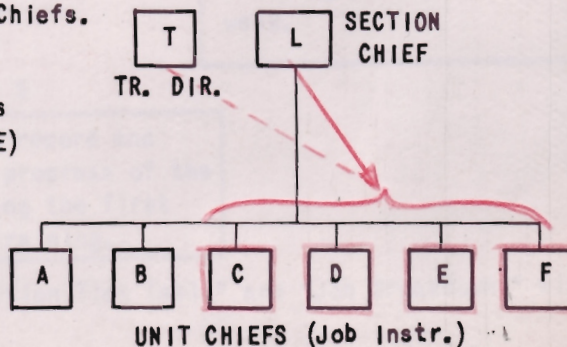 Chiefs.
T
L
SECTION
CHIEF
TR. DIR.
s
E)
A
B
C
D
E
F
UNIT CHIEFS (Job Instr.)